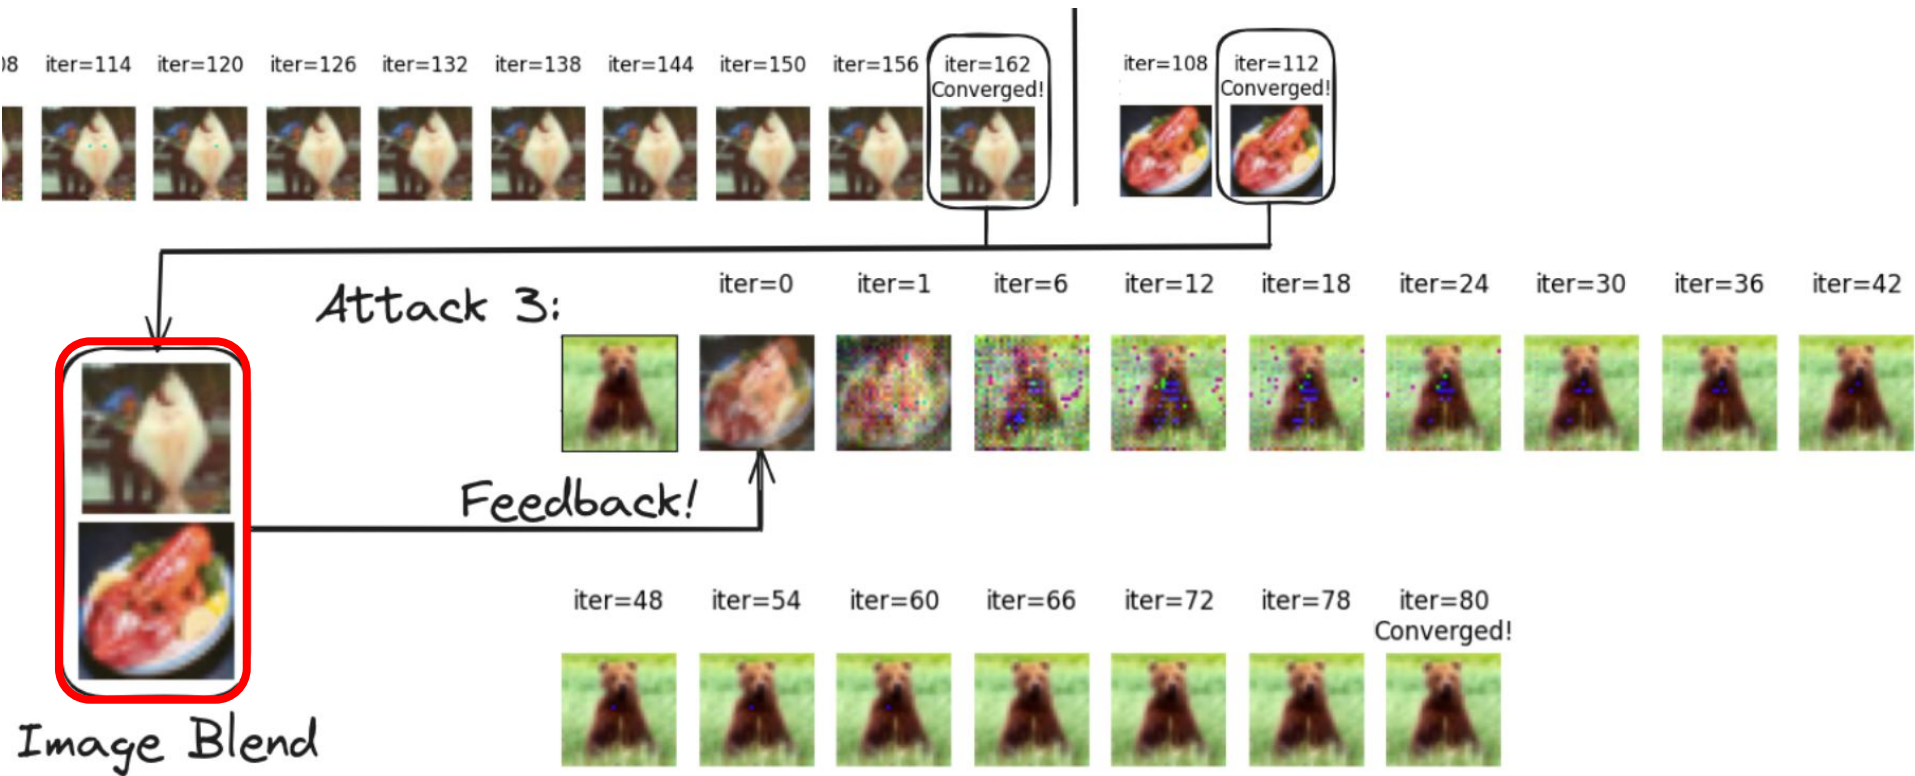 08 iter=114 iter=120 iter=126 iter=132 iter=138 iter=144 iter=150 iter=156 iter=162 iter=108 iter=112
Converged! Converged!
Attack 3:
iter=0 iter=1 iter=6 iter=12 iter=18 iter=24 iter=30 iter=36 iter=42
Feedback!
iter=48 iter=54 iter=60 iter=66 iter=72 iter=78 iter=80
Converged!
Image Blend